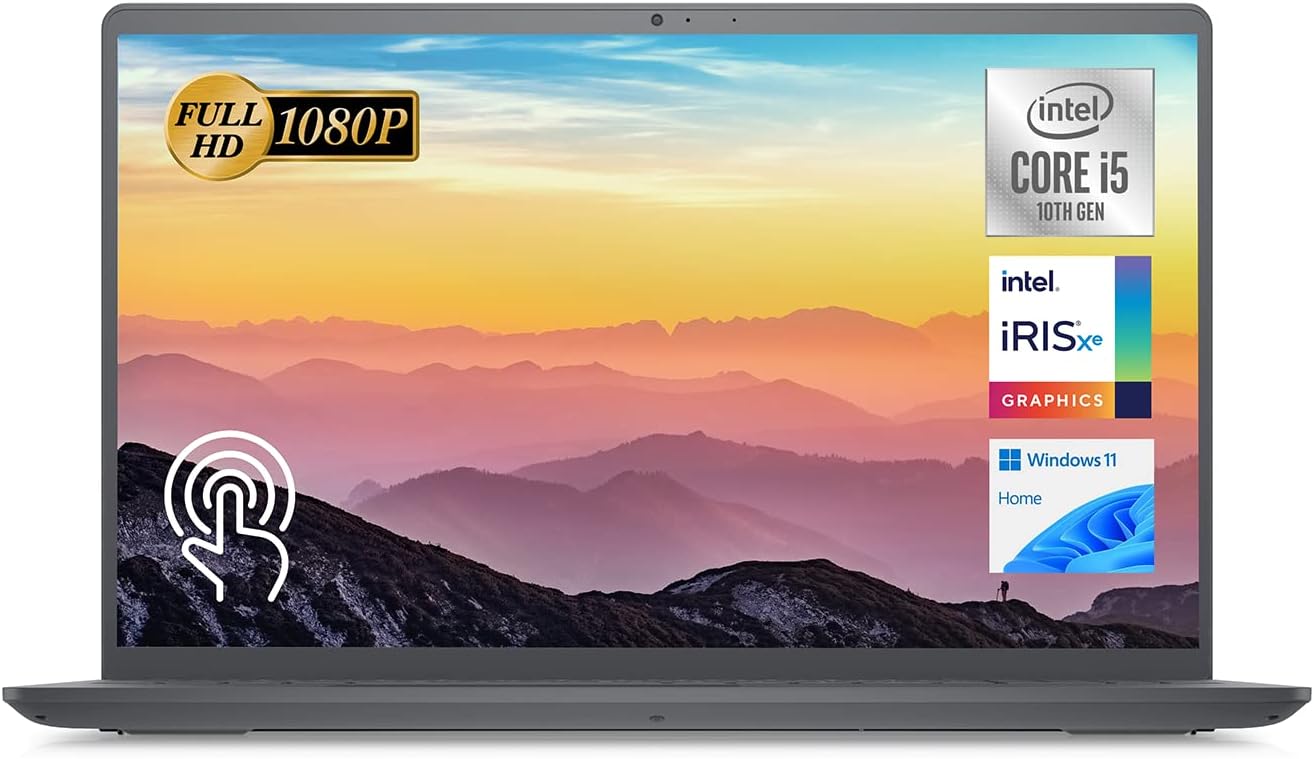 FULL
HD
1080P
intel
CORE i5
10TH GEN
intel.
iRISxe
GRAPHICS
Windows 11
Home